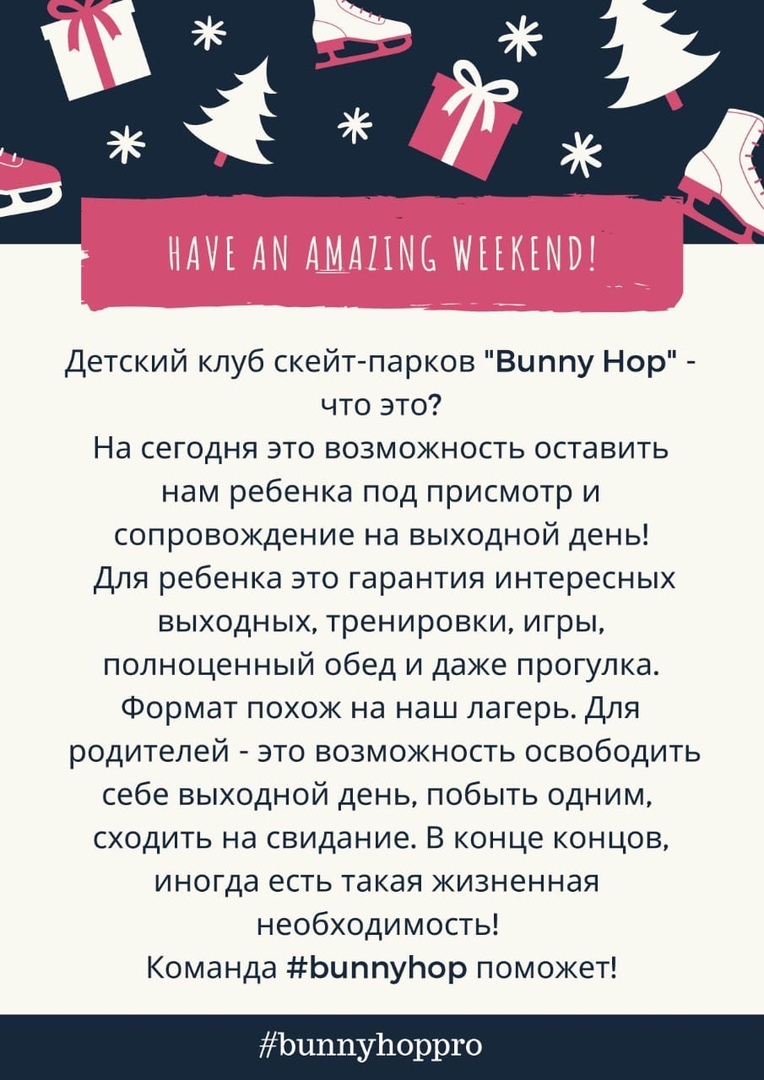 HAVE AN AMAZING WEEKEND!
Детский клуб скейт-парков "Bunny Hop" -
что это?
На сегодня это возможность оставить
нам ребенка под присмотр и
сопровождение на выходной день!
Для ребенка это гарантия интересных
выходных, тренировки, игры,
полноценный обед и даже прогулка.
Формат похож на наш лагерь. Для
родителей - это возможность освободить
себе выходной день, побыть одним,
сходить на свидание. В конце концов,
иногда есть такая жизненная
необходимость!
Команда #bunnyhop поможет!
#bunnyhoppro